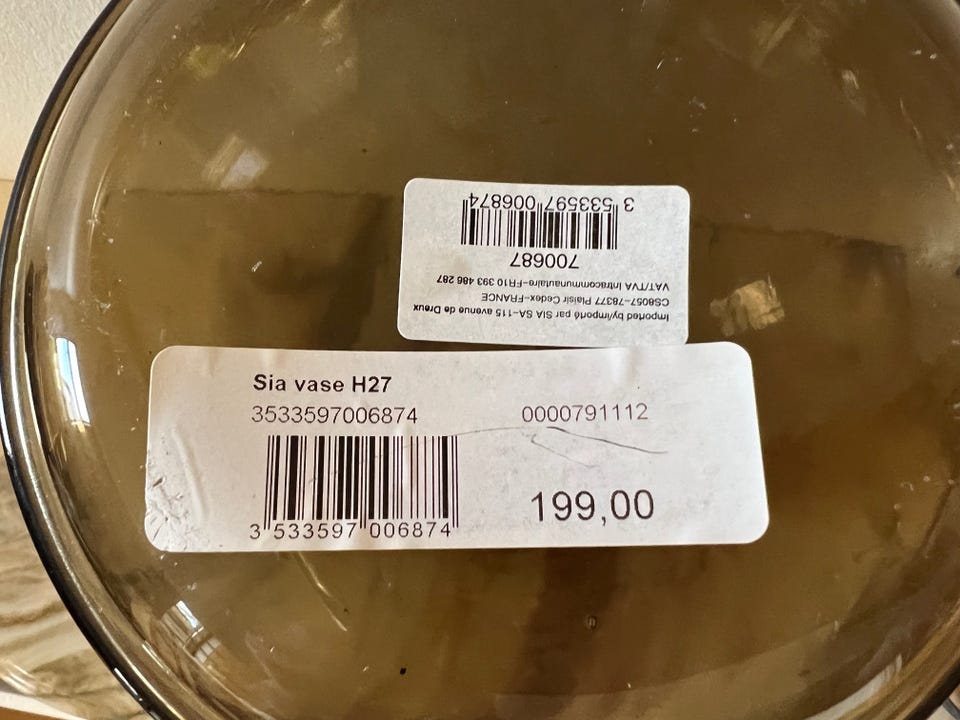 Imported by/importé par SIA SA-115 avenue de Dreux
CS8057-78377 Plaisir Cedex-FRANCE
VAT/TVA intracommunautaire-FR10 393 486 287
700687
3 533597 006874
Sia vase H27
3533597006874 0000791112
199,00
3 533597 006874